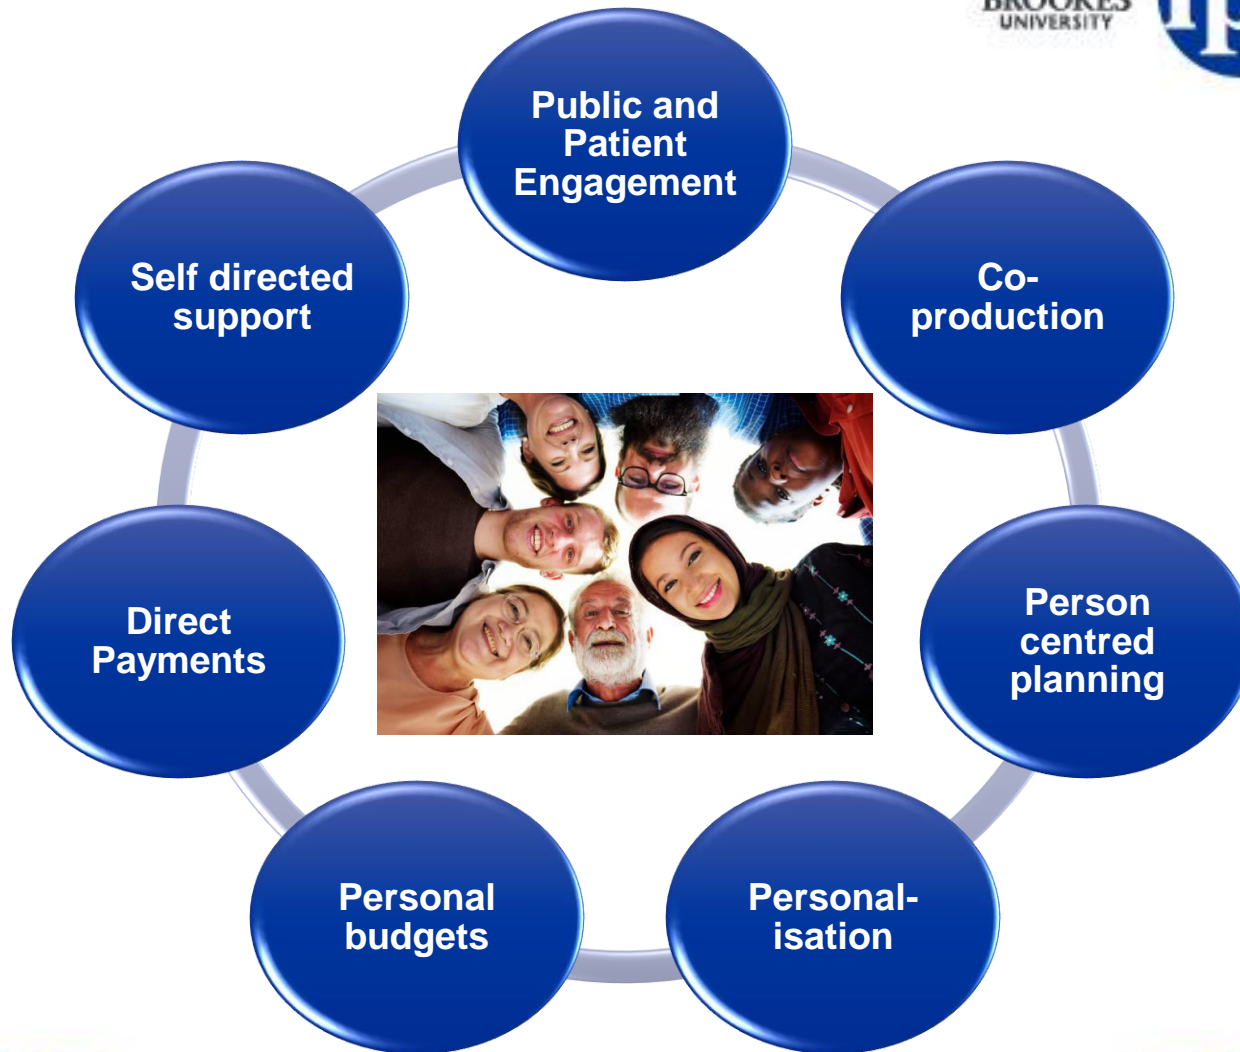 BROOKES
UNIVERSITY
Public and
Patient
Engagement
Co-
production
Person
centred
planning
Personal-
isation
Personal
budgets
Direct
Payments
Self directed
support